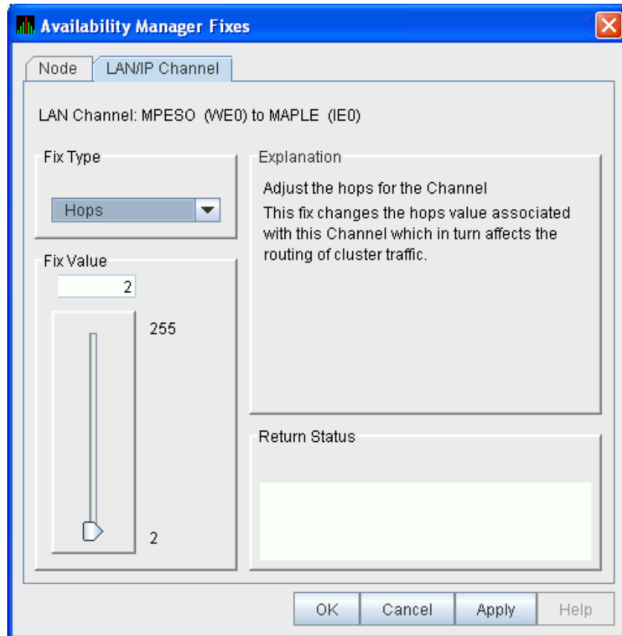 Availability Manager Fixes
Node
LAN/IP Channel
LAN Channel: MPESO (WE0) to MAPLE (IE0)
Fix Type
Hops
Fix Value
2
255
2
Explanation
Adjust the hops for the Channel
This fix changes the hops value associated
with this Channel which in turn affects the
routing of cluster traffic.
Return Status
OK
Cancel
Apply
Help